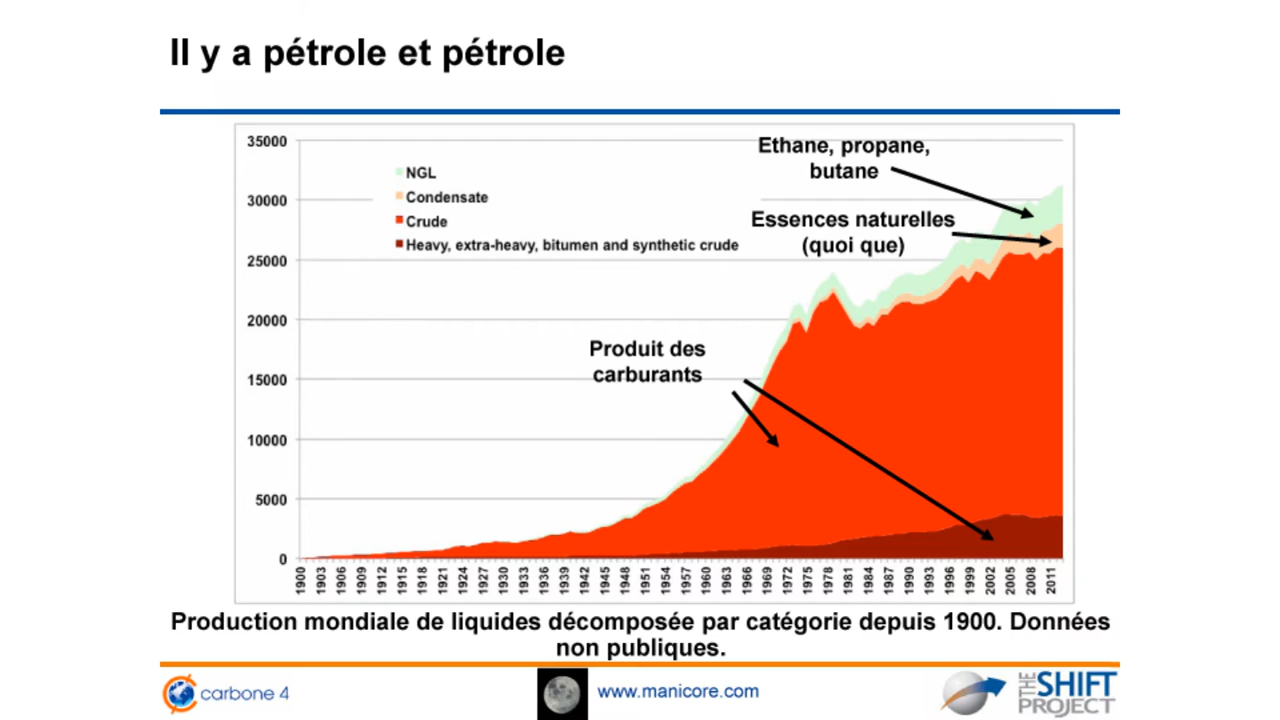 Il y a pétrole et pétrole
35000
30000
25000
20000
15000
10000
5000
0
NGL
Condensate
Crude
Heavy, extra-heavy, bitumen and synthetic crude
Ethane, propane,
butane
Essences naturelles
(quoi que)
Produit des
carburants
1900 1903 1906 1909 1912 1915 1918 1921 1924 1927 1930 1933 1936 1939 1942 1945 1948 1951 1954 1957 1960 1963 1966 1969 1972 1975 1978 1981 1984 1987 1990 1993 1996 1999 2002 2005 2008 2011
Production mondiale de liquides décomposée par catégorie depuis 1900. Données
non publiques.
carbone 4
www.manicore.com
THE SHIFT
PROJECT